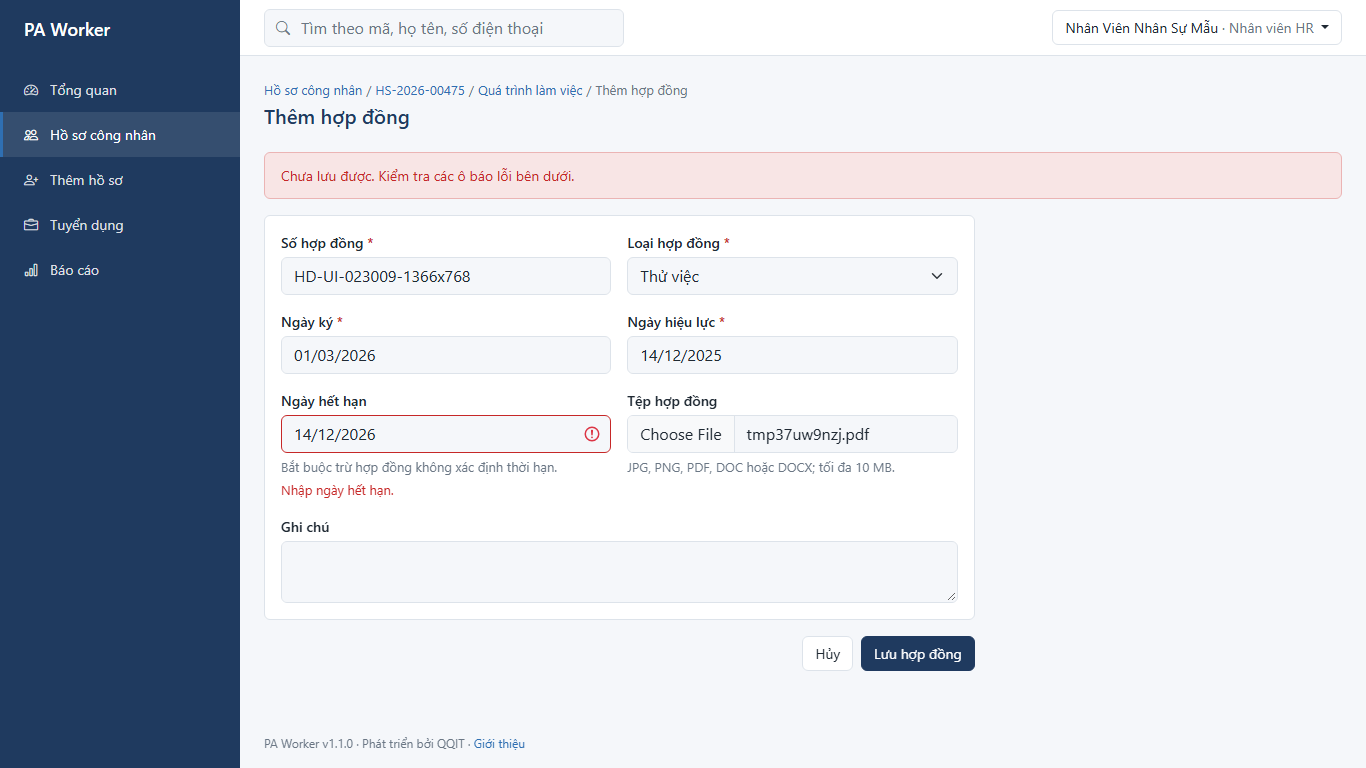 PA Worker
Tìm theo mã, họ tên, số điện thoại
Nhân Viên Nhân Sự Mẫu · Nhân viên HR
Tổng quan
Hồ sơ công nhân
Thêm hồ sơ
Tuyển dụng
Báo cáo
Hồ sơ công nhân / HS-2026-00475 / Quá trình làm việc / Thêm hợp đồng
Thêm hợp đồng
Chưa lưu được. Kiểm tra các ô báo lỗi bên dưới.
Số hợp đồng *
HD-UI-023009-1366x768
Loại hợp đồng *
Thử việc
Ngày ký *
01/03/2026
Ngày hiệu lực *
14/12/2025
Ngày hết hạn
14/12/2026
Bắt buộc trừ hợp đồng không xác định thời hạn.
Nhập ngày hết hạn.
Tệp hợp đồng
Choose File tmp37uw9nzj.pdf
JPG, PNG, PDF, DOC hoặc DOCX; tối đa 10 MB.
Ghi chú
Hủy
Lưu hợp đồng
PA Worker v1.1.0 · Phát triển bởi QQIT · Giới thiệu